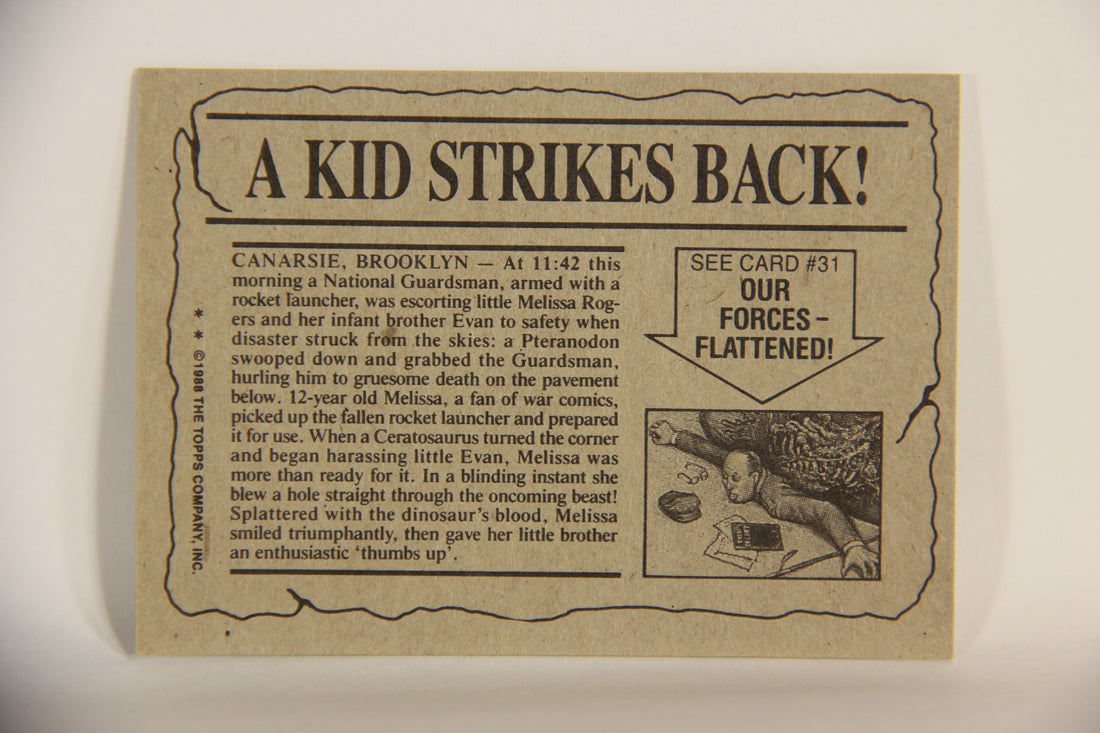 A KID STRIKES BACK!
CANARSIE, BROOKLYN — At 11:42 this
morning a National Guardsman, armed with a
rocket launcher, was escorting little Melissa Rog-
ers and her infant brother Evan to safety when
disaster struck from the skies: a Pteranodon
swooped down and grabbed the Guardsman,
hurling him to gruesome death on the pavement
below. 12-year old Melissa, a fan of war comics,
picked up the fallen rocket launcher and prepared
it for use. When a Ceratosaurus turned the corner
and began harassing little Evan, Melissa was
more than ready for it. In a blinding instant she
blew a hole straight through the oncoming beast!
Splattered with the dinosaur's blood, Melissa
smiled triumphantly, then gave her little brother
an enthusiastic 'thumbs up'.
SEE CARD #31
OUR
FORCES–
FLATTENED!
* * ©1988 THE TOPPS COMPANY, INC.